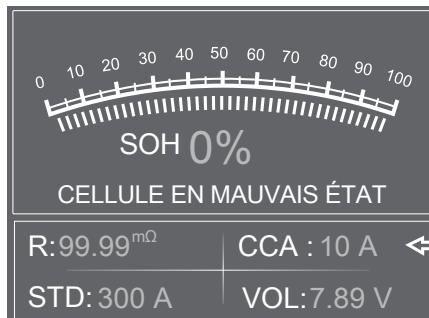 0 10 20 30 40 50 60 70 80 90 100
SOH 0%
CELLULE EN MAUVAIS ÉTAT
R:99.99mΩ CCA : 10 A
STD: 300 A VOL:7.89 V